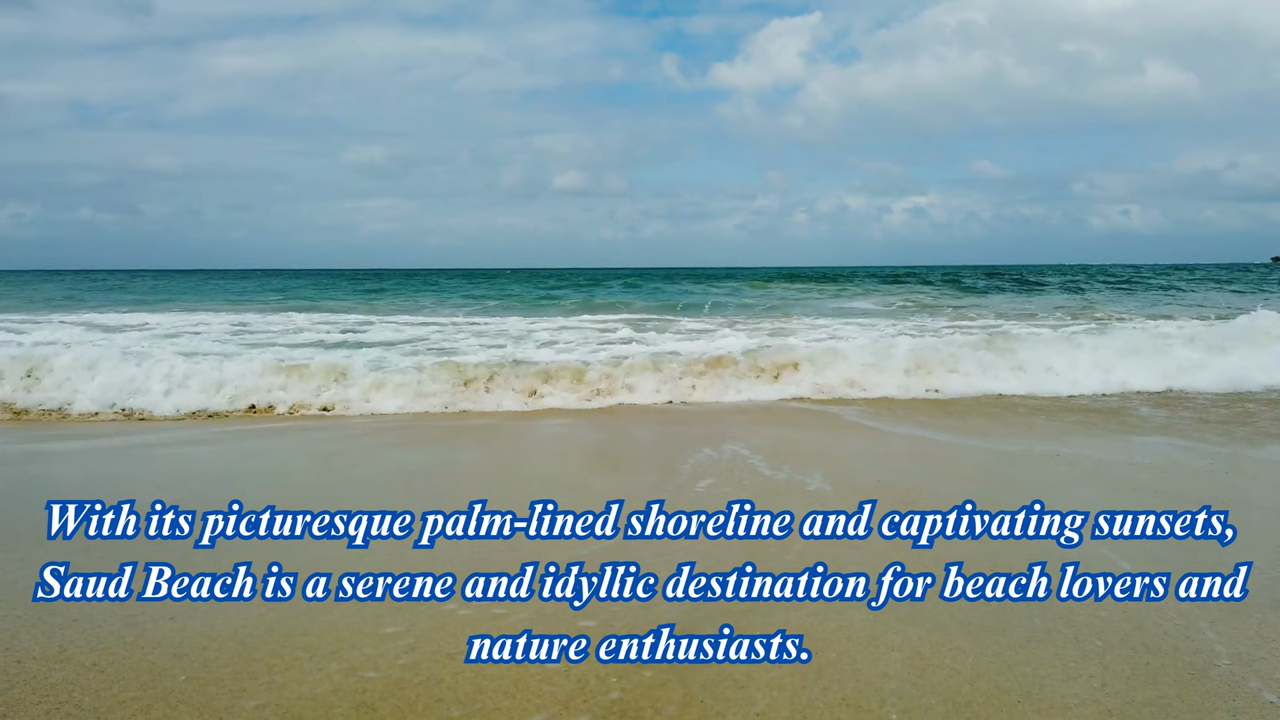 With its picturesque palm-lined shoreline and captivating sunsets,
Saud Beach is a serene and idyllic destination for beach lovers and
nature enthusiasts.